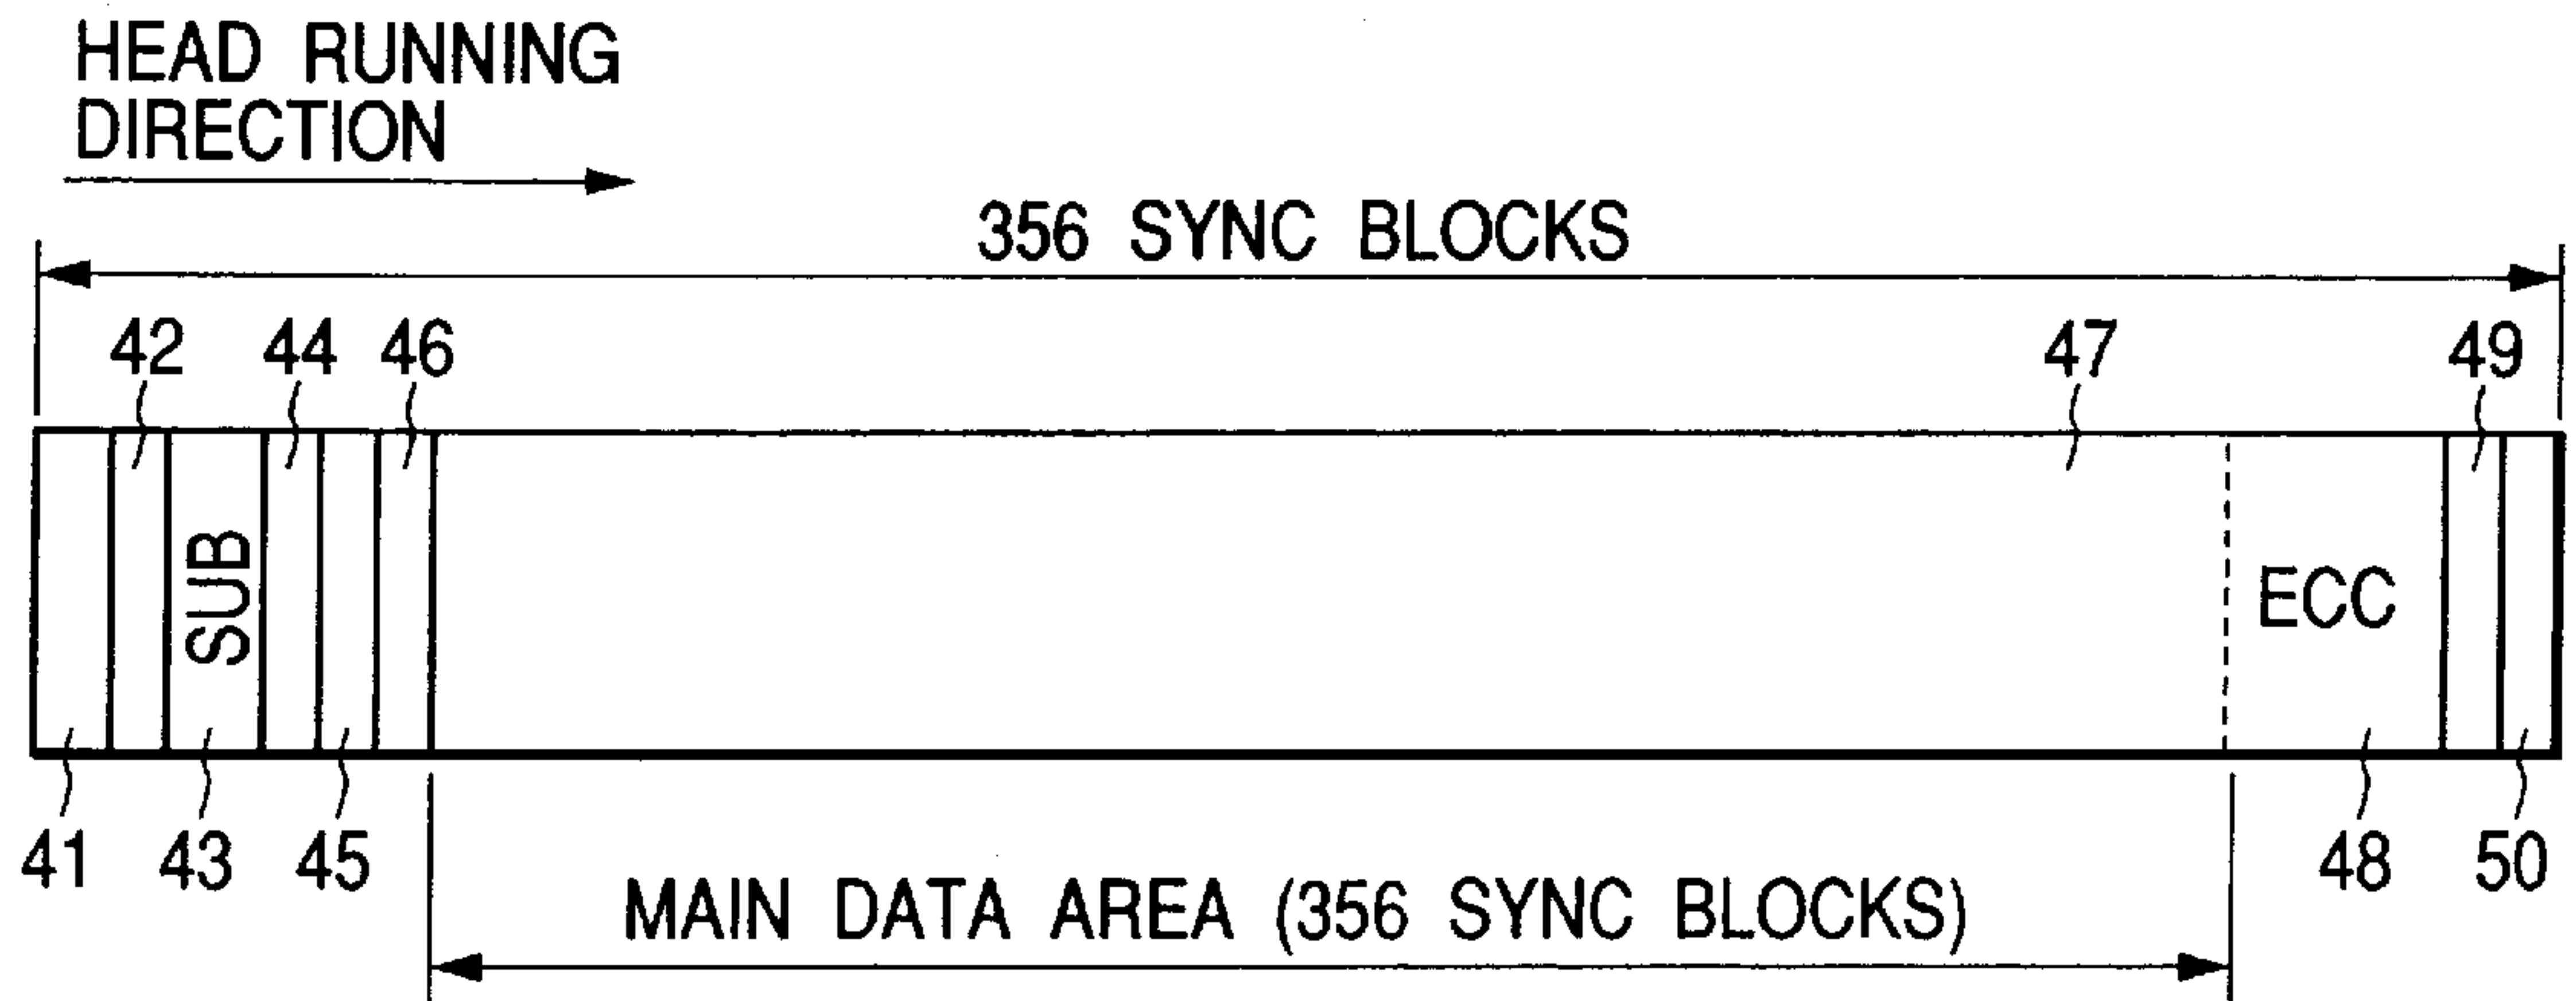 HEAD RUNNING
DIRECTION
356 SYNC BLOCKS
42 44 46 47 49
SUB
ECC
41 43 45 48 50
MAIN DATA AREA (356 SYNC BLOCKS)